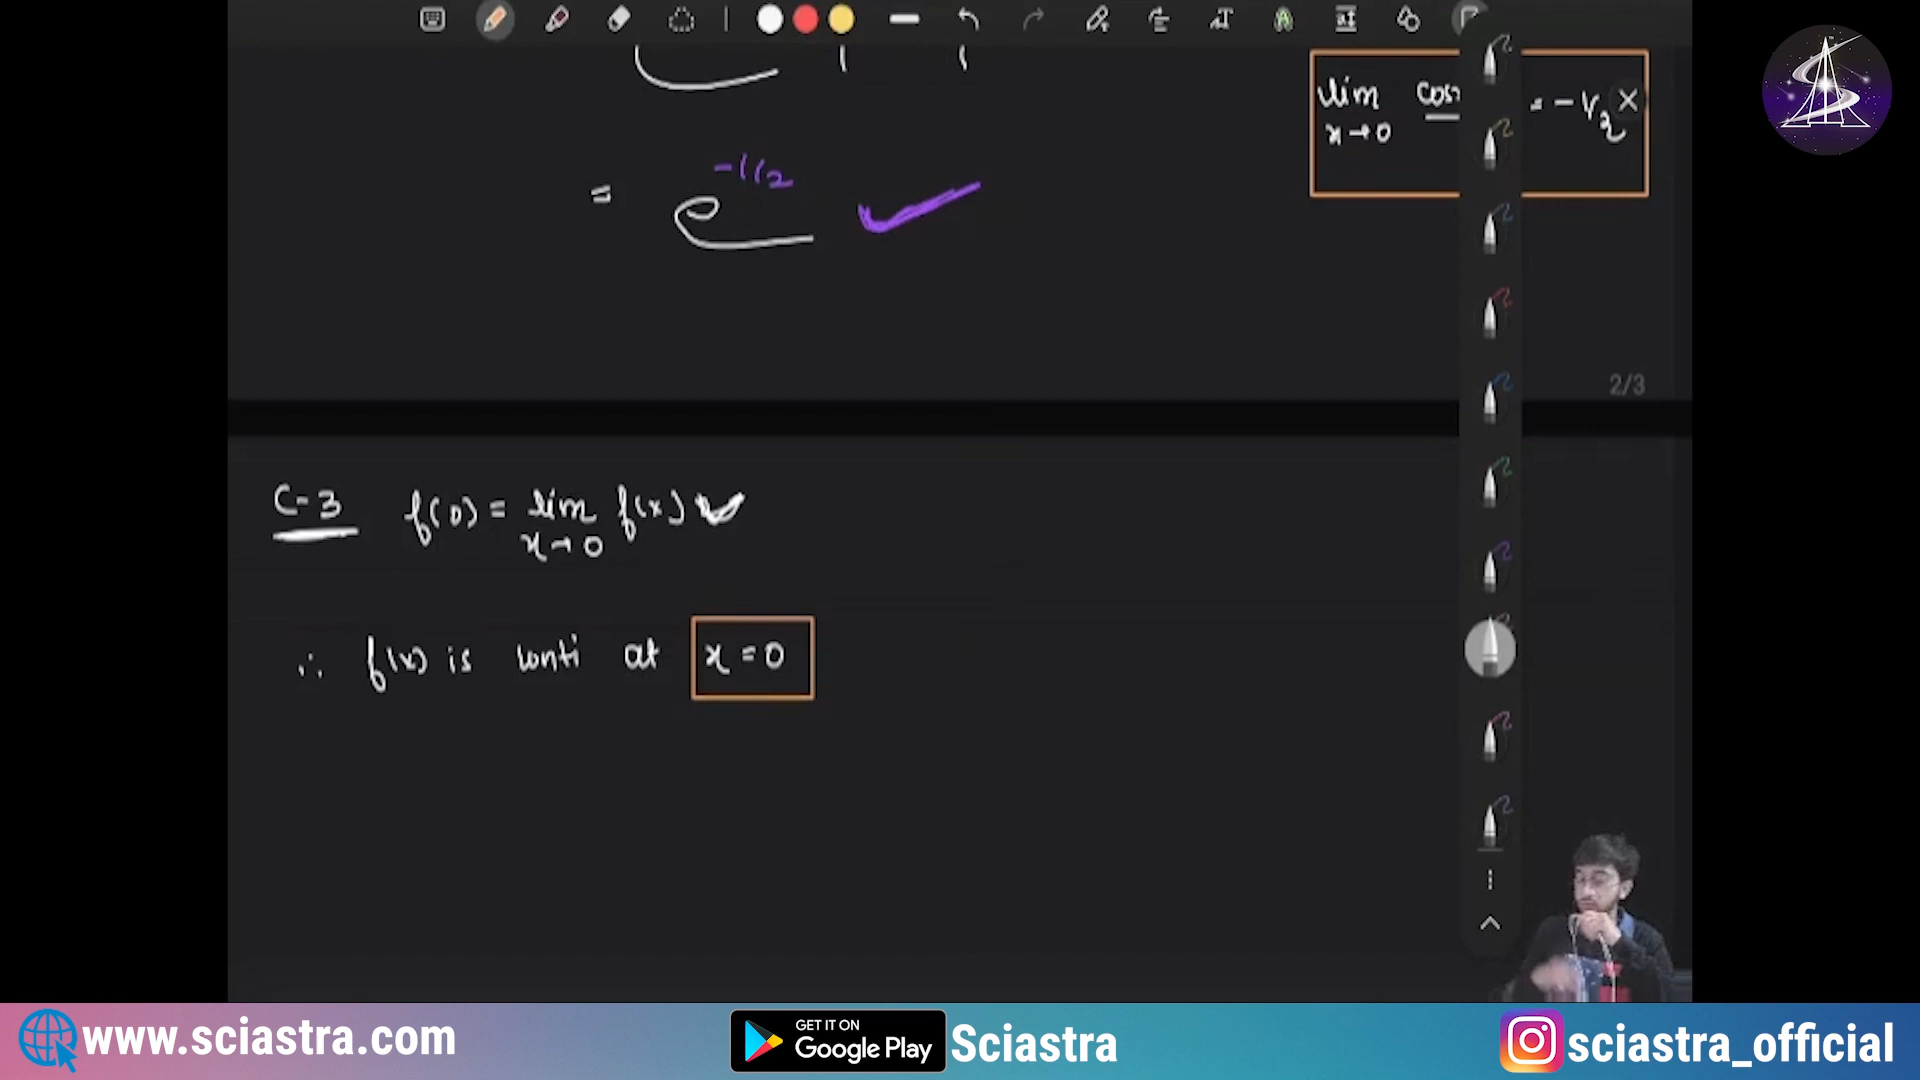 lim cos = - 1/2
x→0
= e^-1/2
2/3
C-3 f(0) = lim f(x)
x→0
∴ f(x) is conti at x = 0
www.sciastra.com
GET IT ON
Google Play
Sciastra
sciastra_official